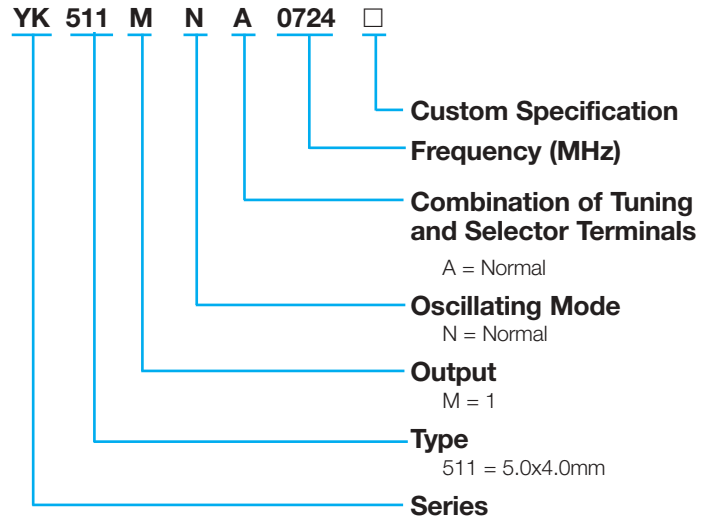 YK 511 M N A 0724 □
Custom Specification
Frequency (MHz)
Combination of Tuning
and Selector Terminals
A = Normal
Oscillating Mode
N = Normal
Output
M = 1
Type
511 = 5.0x4.0mm
Series